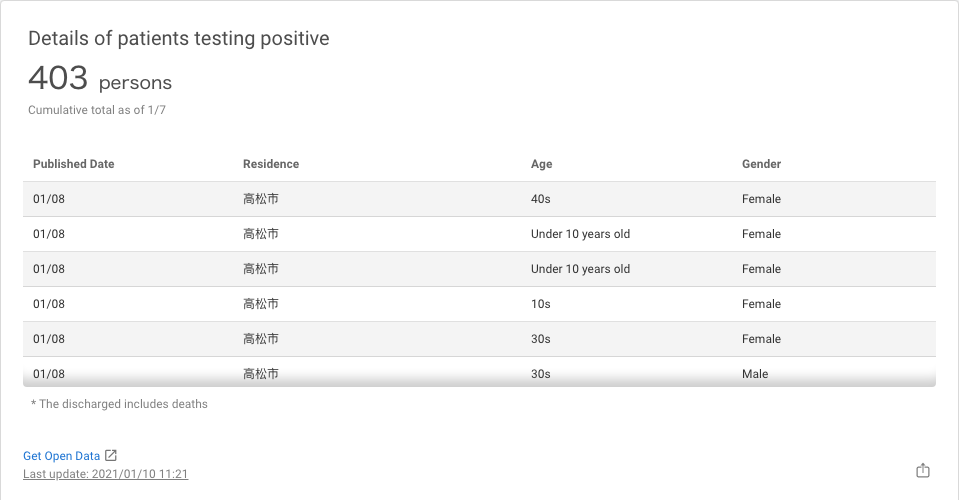 Details of patients testing positive
403 persons
Cumulative total as of 1/7
Published Date Residence Age Gender
01/08 高松市 40s Female
01/08 高松市 Under 10 years old Female
01/08 高松市 Under 10 years old Female
01/08 高松市 10s Female
01/08 高松市 30s Female
01/08 高松市 30s Male
* The discharged includes deaths
Get Open Data
Last update: 2021/01/10 11:21